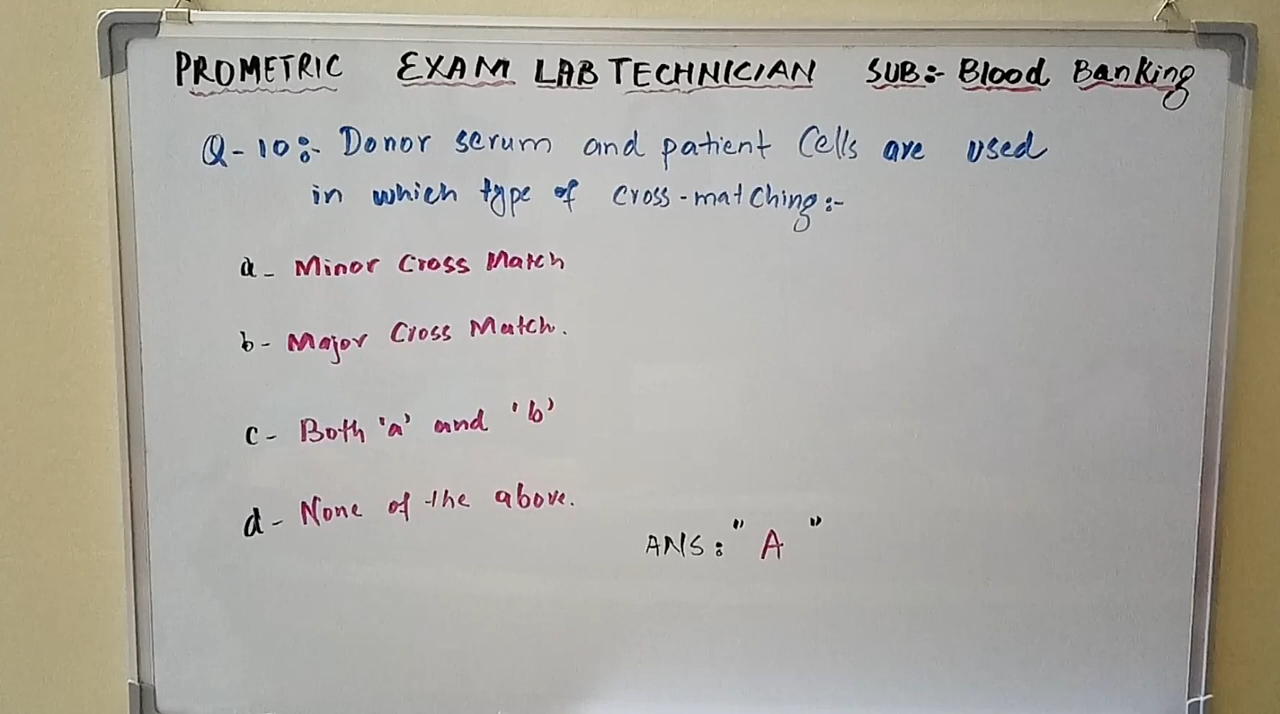 PROMETRIC EXAM LAB TECHNICIAN SUB:- Blood Banking
Q-10:- Donor serum and patient Cells are used
in which type of cross-matching:-
a- Minor Cross Match
b- Major Cross Match.
c- Both 'a' and 'b'
d- None of the above.
ANS: "A"